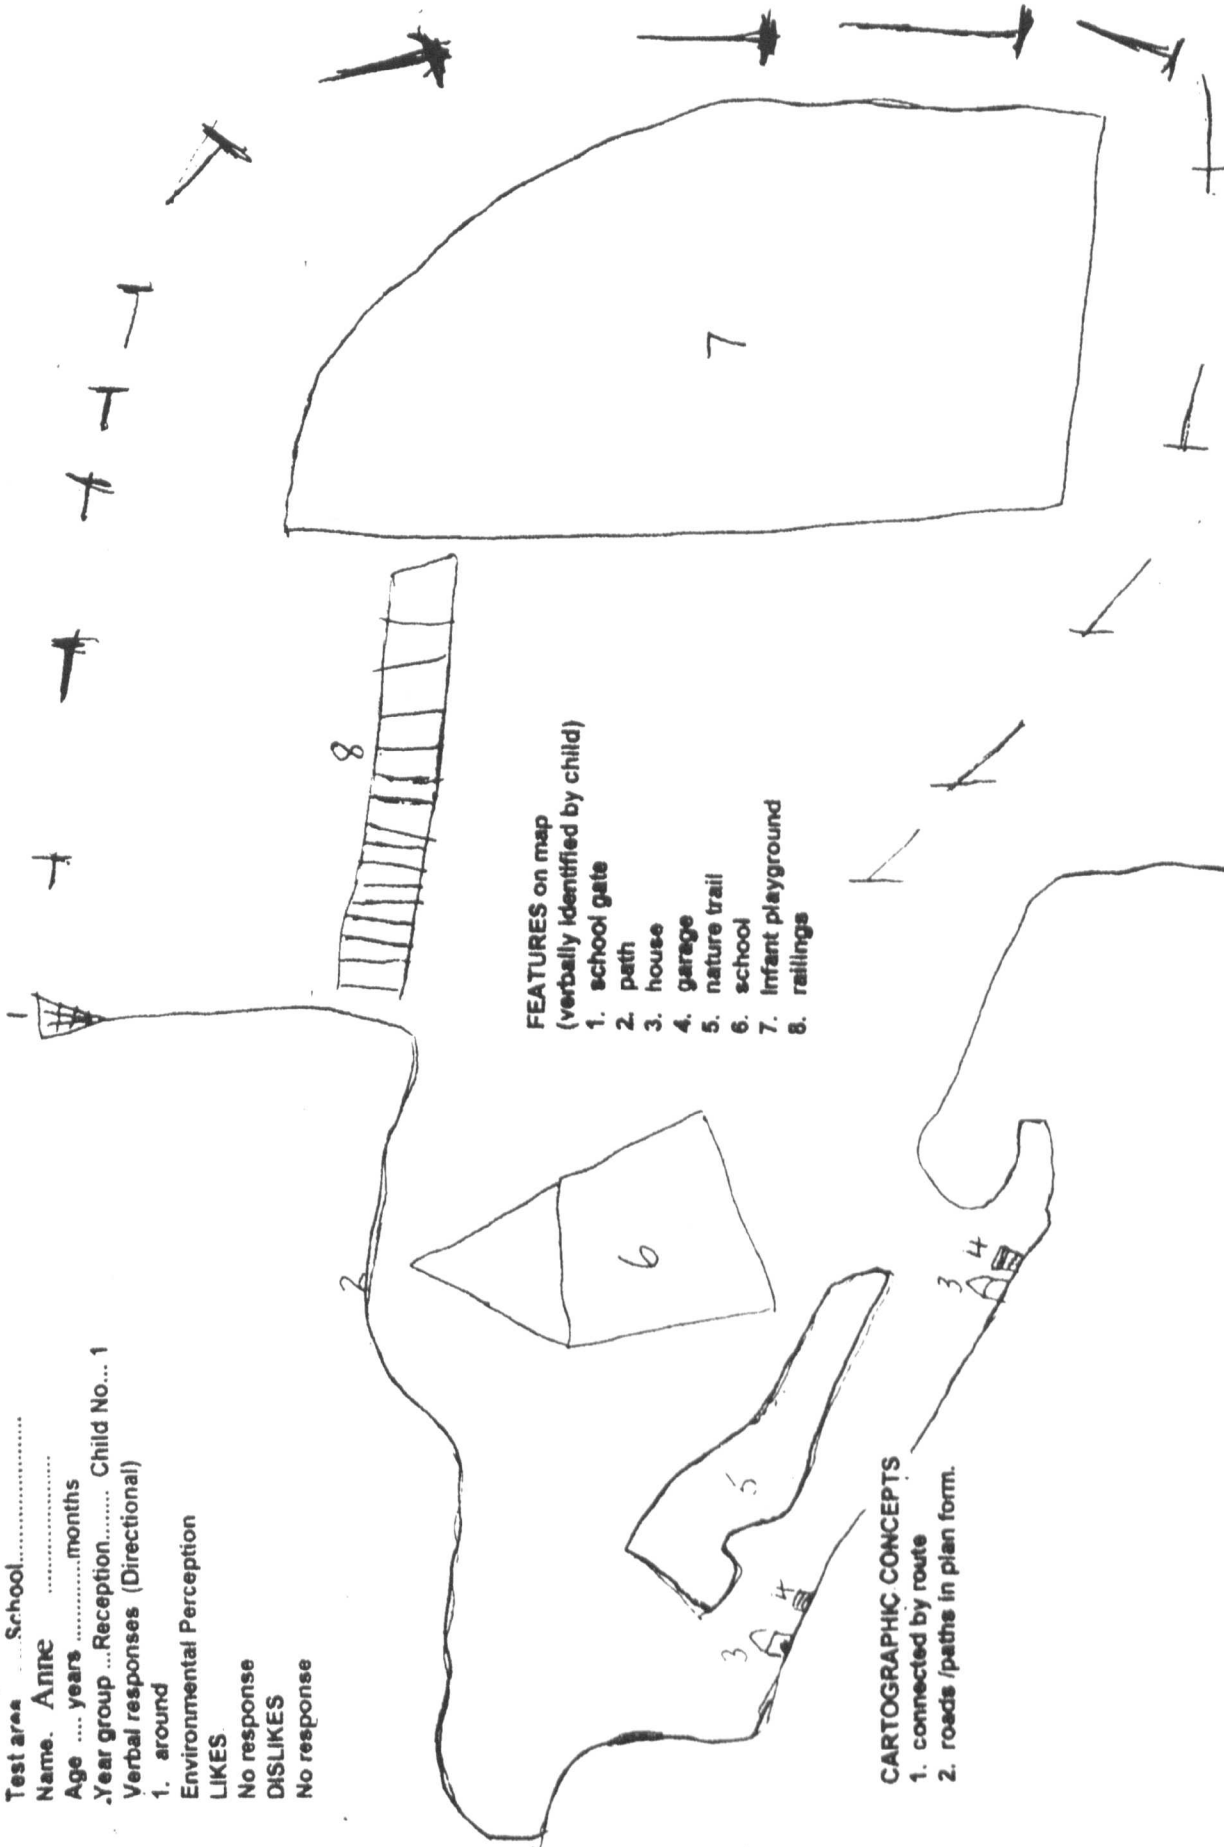 Test area School....................
Name. Anne ....................
Age .... years ............months
.Year group ...Reception......... Child No... 1
Verbal responses (Directional)
1. around
Environmental Perception
LIKES
No response
DISLIKES
No response
FEATURES on map
(verbally identified by child)
1. school gate
2. path
3. house
4. garage
5. nature trail
6. school
7. infant playground
8. railings
CARTOGRAPHIC CONCEPTS
1. connected by route
2. roads /paths in plan form.
1
2
3
4
5
3
4
6
8
7